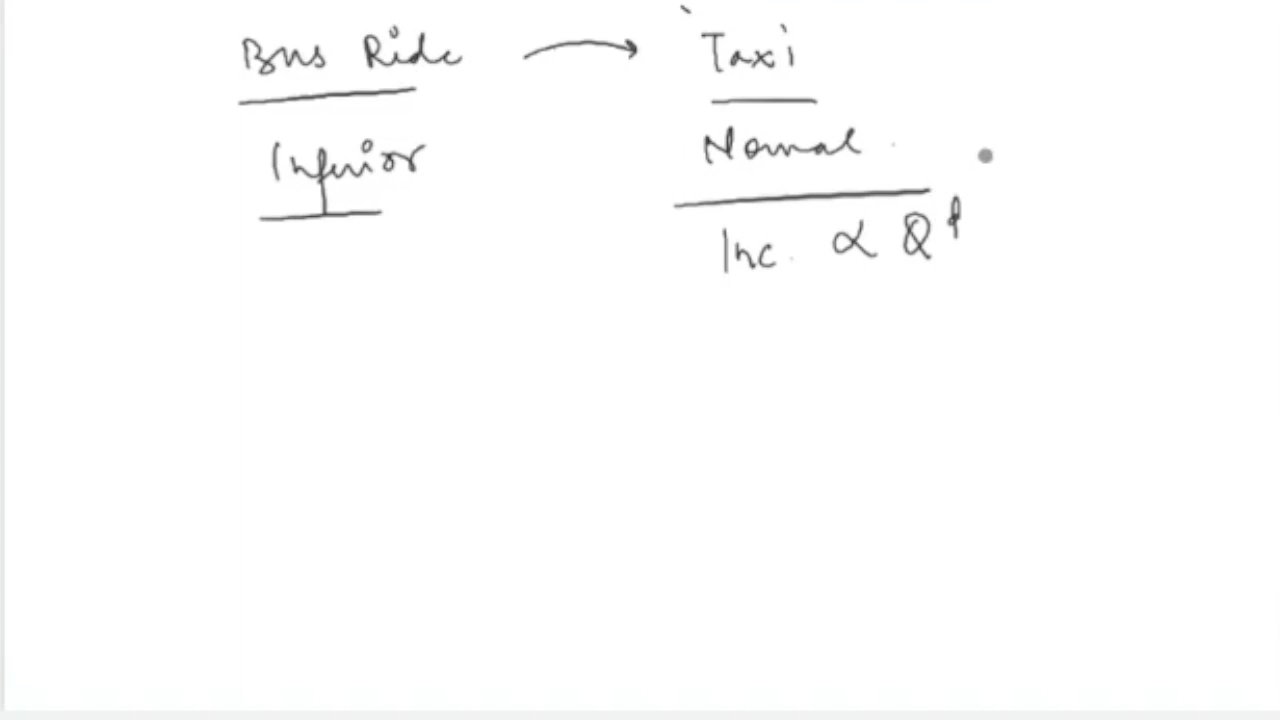 Bus Ride → Taxi
Inferior Normal
Inc. ∝ Q